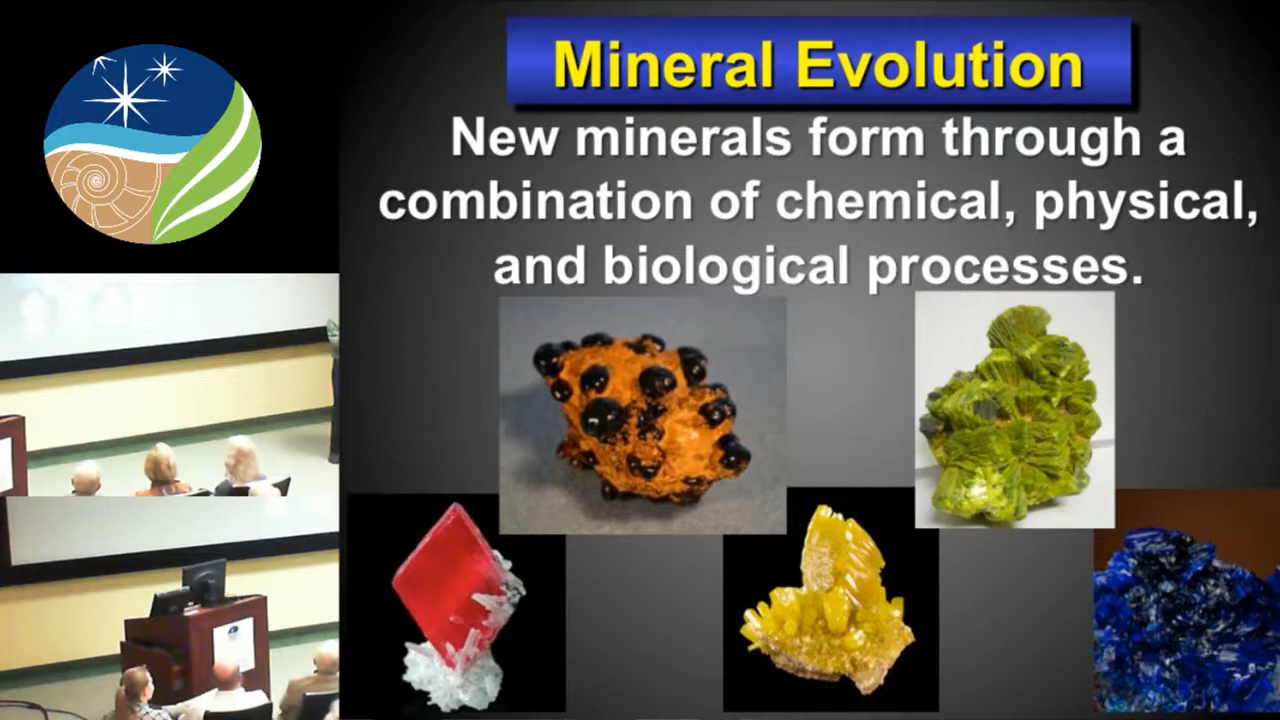 Mineral Evolution
New minerals form through a
combination of chemical, physical,
and biological processes.